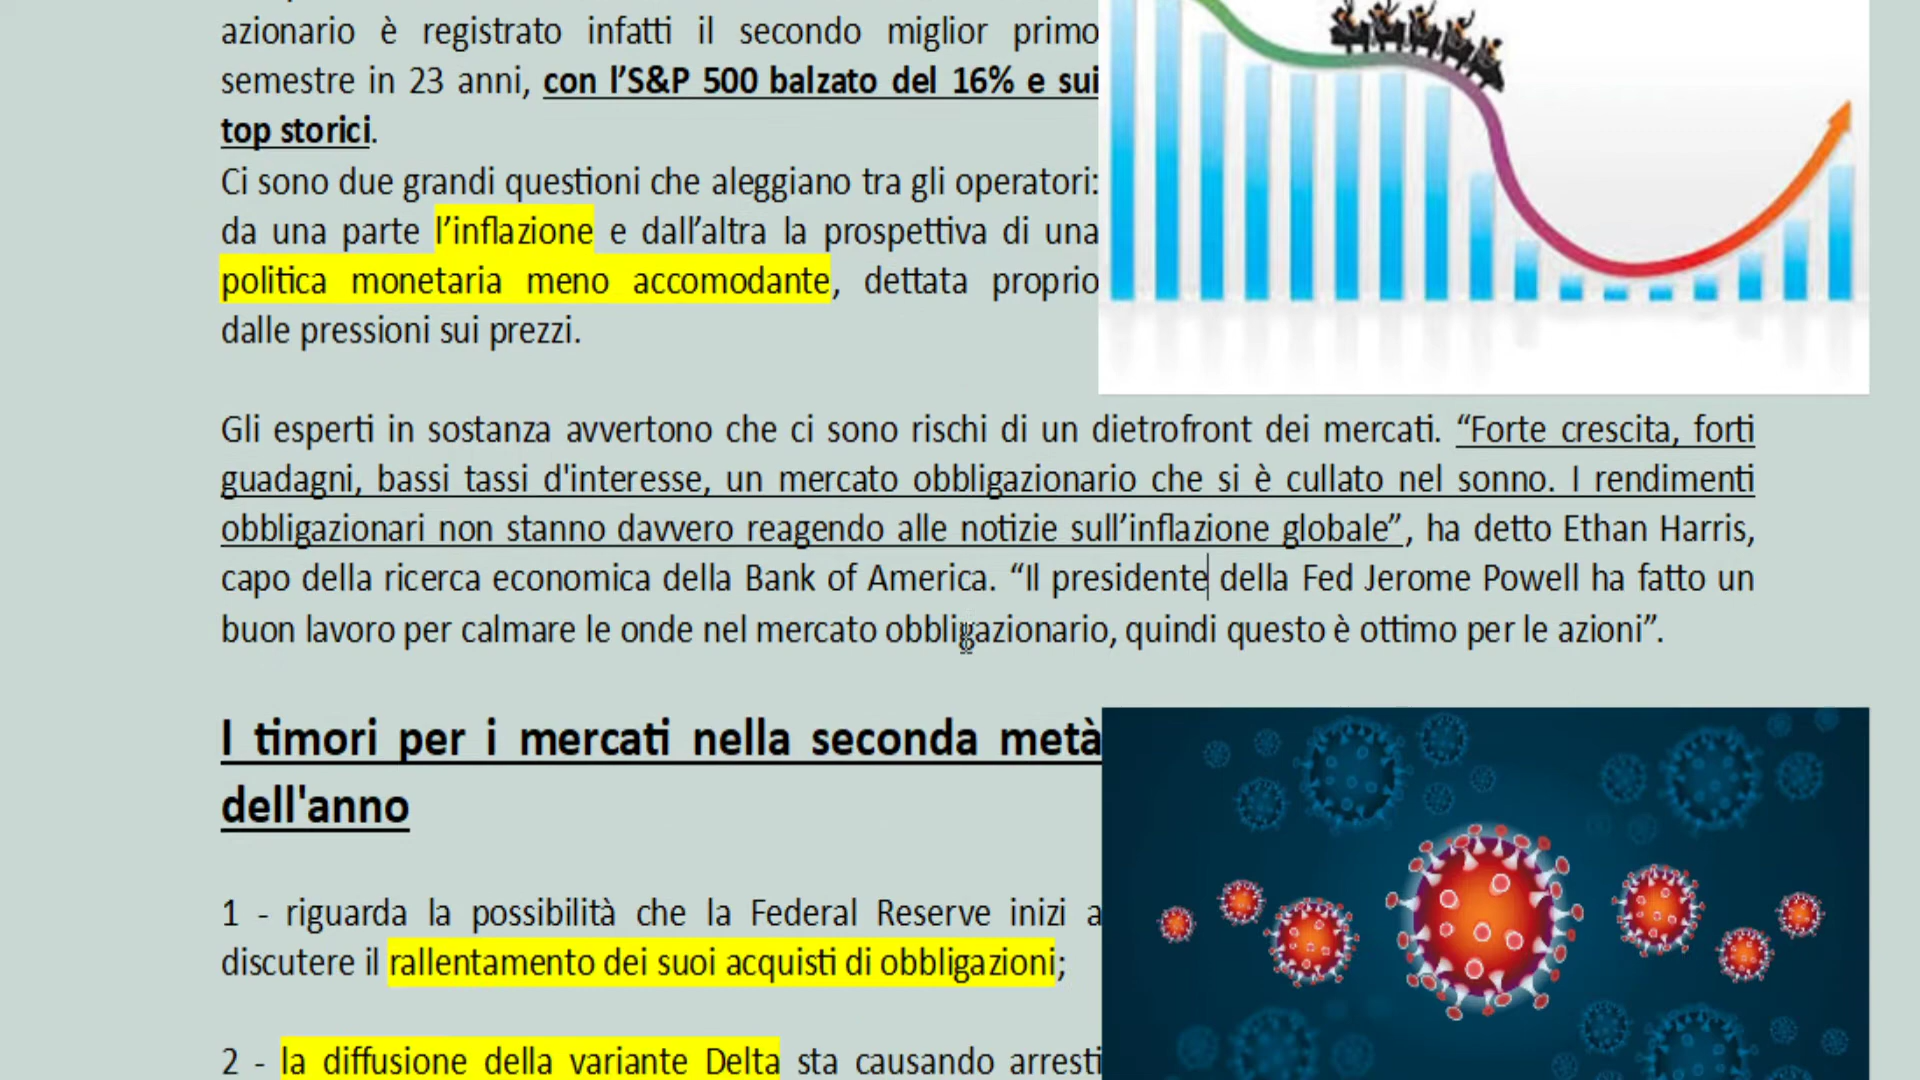 azionario è registrato infatti il secondo miglior primo
semestre in 23 anni, con l’S&P 500 balzato del 16% e sui
top storici.
Ci sono due grandi questioni che aleggiano tra gli operatori:
da una parte l’inflazione e dall’altra la prospettiva di una
politica monetaria meno accomodante, dettata proprio
dalle pressioni sui prezzi.
Gli esperti in sostanza avvertono che ci sono rischi di un dietrofront dei mercati. “Forte crescita, forti
guadagni, bassi tassi d'interesse, un mercato obbligazionario che si è cullato nel sonno. I rendimenti
obbligazionari non stanno davvero reagendo alle notizie sull’inflazione globale”, ha detto Ethan Harris,
capo della ricerca economica della Bank of America. “Il presidente della Fed Jerome Powell ha fatto un
buon lavoro per calmare le onde nel mercato obbligazionario, quindi questo è ottimo per le azioni”.
I timori per i mercati nella seconda metà
dell'anno
1 - riguarda la possibilità che la Federal Reserve inizi a
discutere il rallentamento dei suoi acquisti di obbligazioni;
2 - la diffusione della variante Delta sta causando arresti